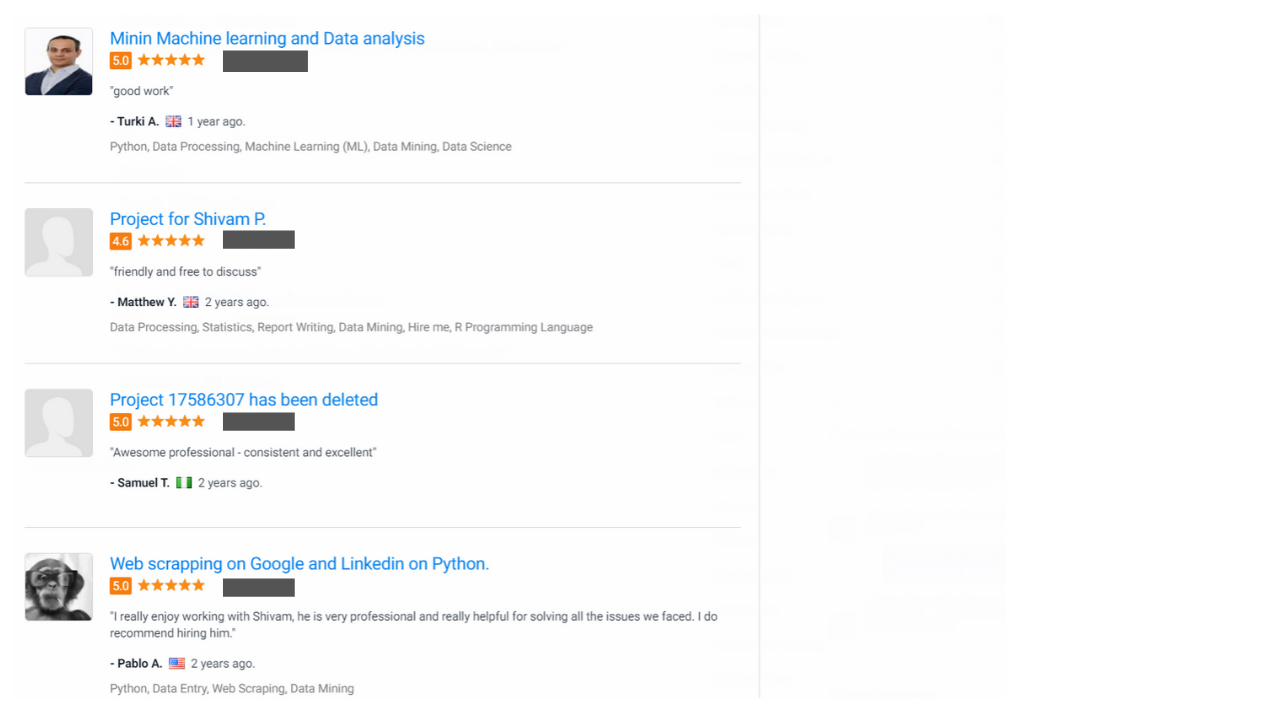 Minin Machine learning and Data analysis
5.0
"good work"
- Turki A. 1 year ago.
Python, Data Processing, Machine Learning (ML), Data Mining, Data Science
Project for Shivam P.
4.6
"friendly and free to discuss"
- Matthew Y. 2 years ago.
Data Processing, Statistics, Report Writing, Data Mining, Hire me, R Programming Language
Project 17586307 has been deleted
5.0
"Awesome professional - consistent and excellent"
- Samuel T. 2 years ago.
Web scrapping on Google and Linkedin on Python.
5.0
"I really enjoy working with Shivam, he is very professional and really helpful for solving all the issues we faced. I do
recommend hiring him."
- Pablo A. 2 years ago.
Python, Data Entry, Web Scraping, Data Mining